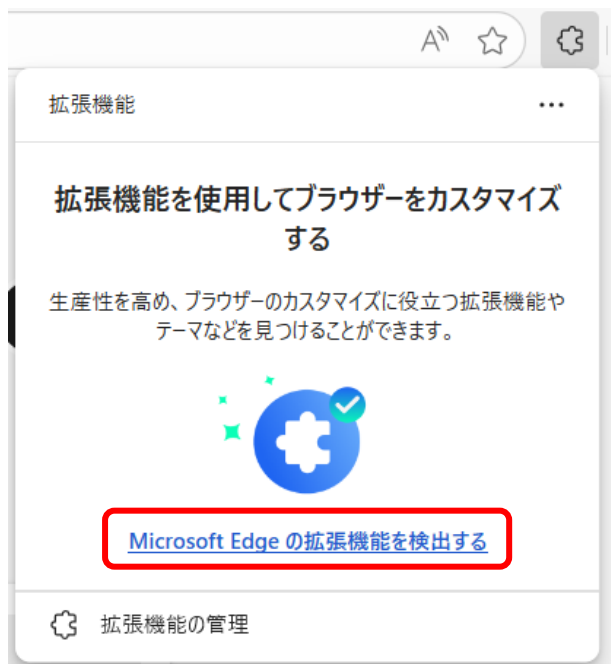 拡張機能
拡張機能を使用してブラウザーをカスタマイズ
する
生産性を高め、ブラウザーのカスタマイズに役立つ拡張機能や
テーマなどを見つけることができます。
Microsoft Edge の拡張機能を検出する
拡張機能の管理